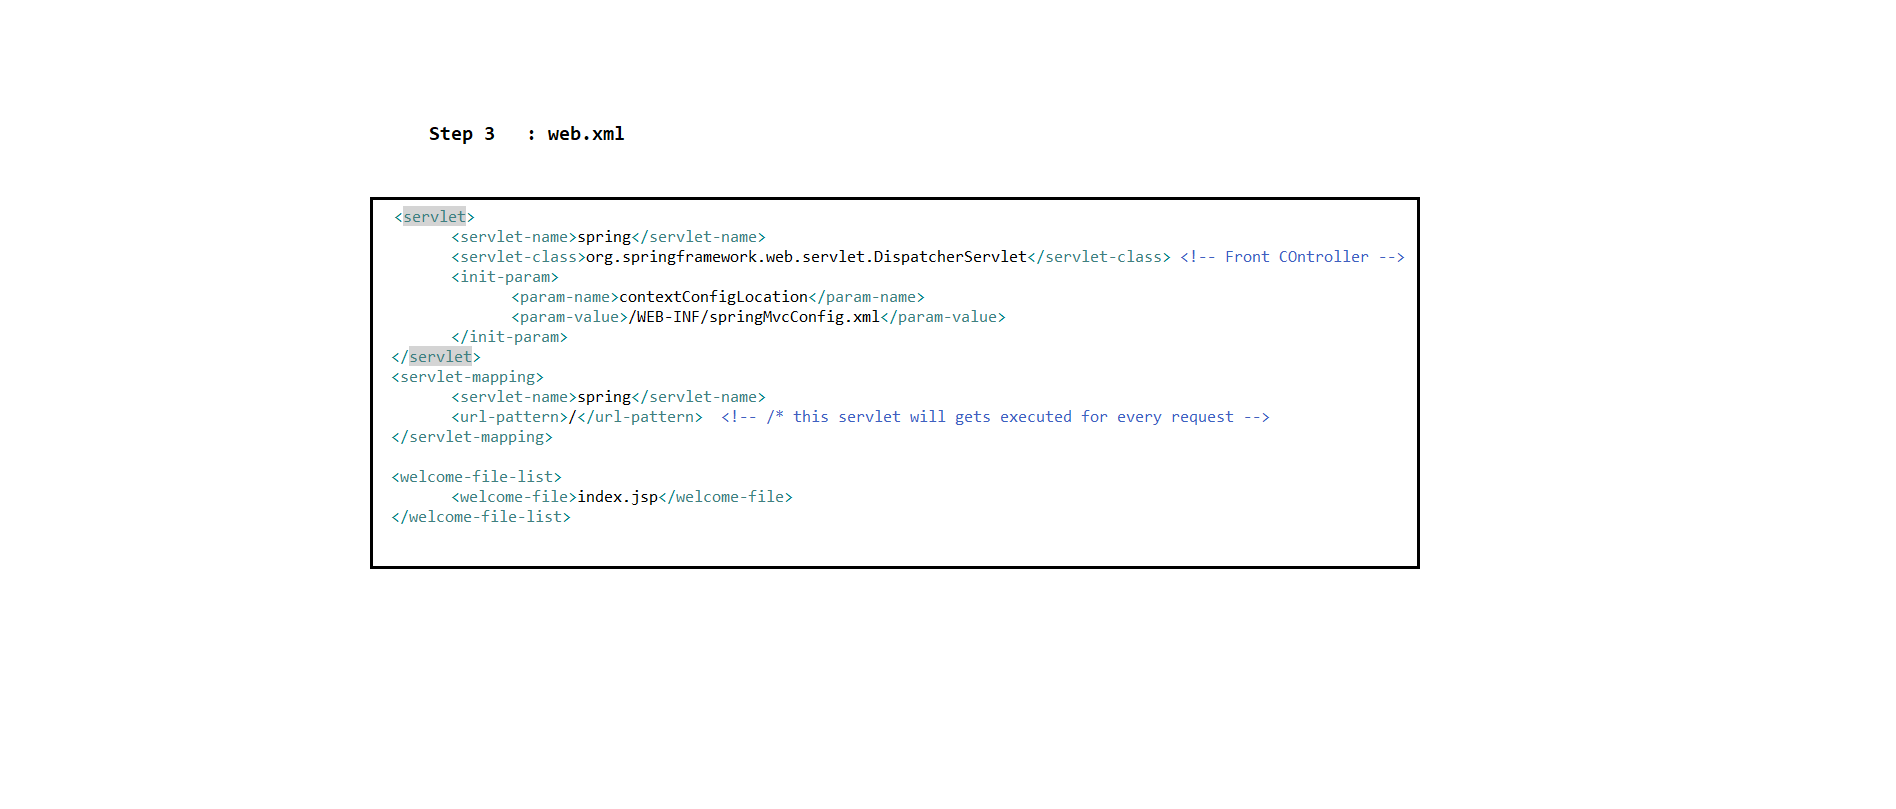 Step 3   : web.xml
<servlet>
<servlet-name>spring</servlet-name>
<servlet-class>org.springframework.web.servlet.DispatcherServlet</servlet-class> <!-- Front COntroller -->
<init-param>
<param-name>contextConfigLocation</param-name>
<param-value>/WEB-INF/springMvcConfig.xml</param-value>
</init-param>
</servlet>
<servlet-mapping>
<servlet-name>spring</servlet-name>
<url-pattern>/</url-pattern>  <!-- /* this servlet will gets executed for every request -->
</servlet-mapping>
<welcome-file-list>
<welcome-file>index.jsp</welcome-file>
</welcome-file-list>